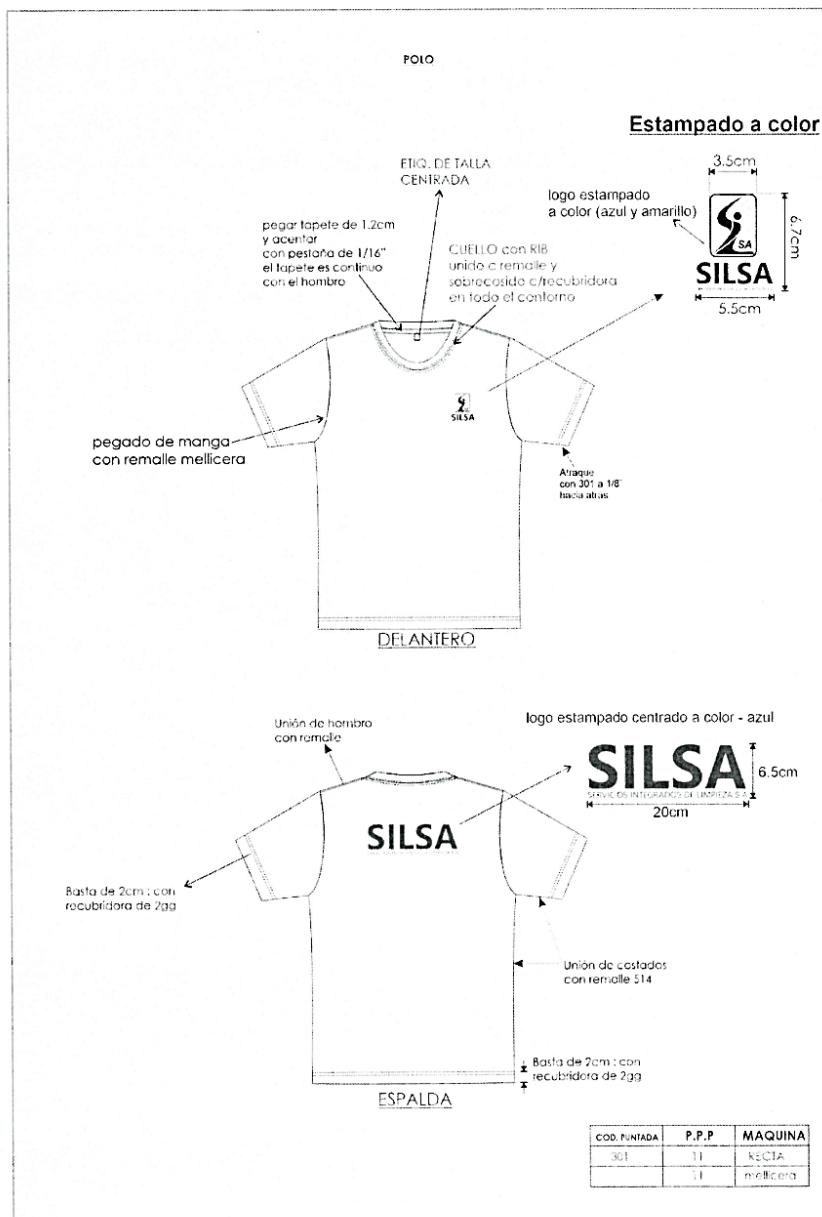 POLO
Estampado a color
3.5cm
logo estampado
a color (azul y amarillo)
6.7cm
SA
SILSA
5.5cm
ETIQ. DE TALLA
CENTRADA
pegar tapete de 1.2cm
y acentar
con pestaña de 1/16"
el tapete es continuo
con el hombro
CUELLO con RIB
unido c remalle y
sobrecosido c/recubridora
en todo el contorno
SILSA
pegado de manga
con remalle mellicera
Atraque
con 301 a 1/8"
hacia atras
DELANTERO
Unión de hombro
con remalle
logo estampado centrado a color - azul
SILSA
SERVICIOS INTEGRADOS DE LIMPIEZA S.A
6.5cm
20cm
SILSA
Basta de 2cm : con
recubridora de 2gg
Unión de costados
con remalle 514
Basta de 2cm : con
recubridora de 2gg
ESPALDA
COD. PUNTADA P.P.P MAQUINA
301 11 RECTA
11 mellicera